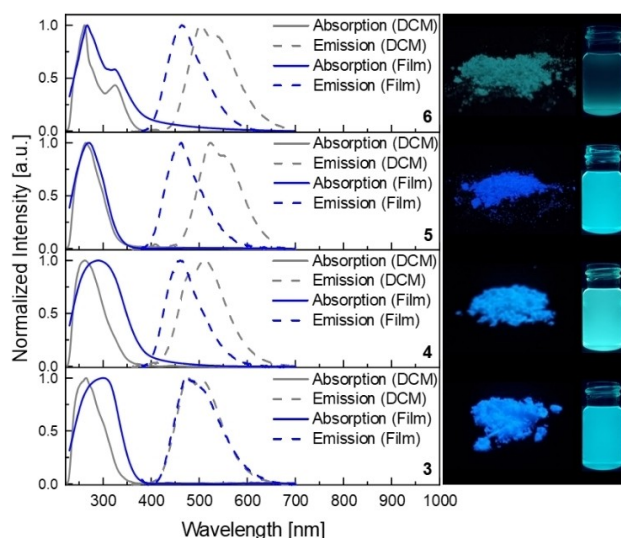 Normalized Intensity [a.u.]
1.0
0.5
0.0
Absorption (DCM)
Emission (DCM)
Absorption (Film)
Emission (Film)
6
1.0
0.5
0.0
Absorption (DCM)
Emission (DCM)
Absorption (Film)
Emission (Film)
5
1.0
0.5
0.0
Absorption (DCM)
Emission (DCM)
Absorption (Film)
Emission (Film)
4
1.0
0.5
0.0
Absorption (DCM)
Emission (DCM)
Absorption (Film)
Emission (Film)
3
300 400 500 600 700 800 900 1000
Wavelength [nm]